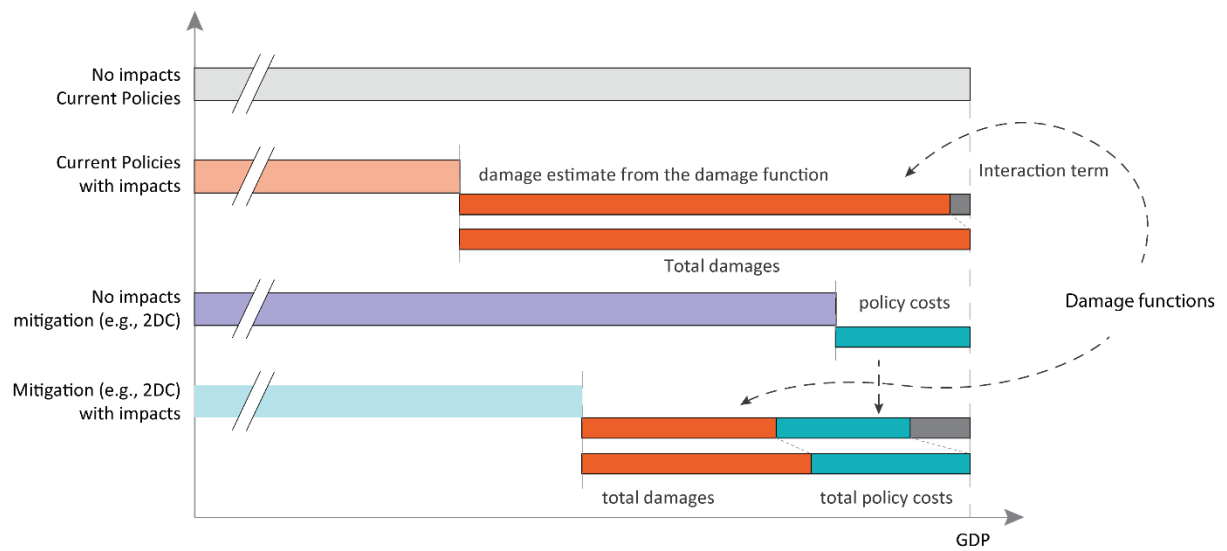 No impacts
Current Policies
Current Policies
with impacts
damage estimate from the damage function
Interaction term
Total damages
No impacts
mitigation (e.g., 2DC)
policy costs
Damage functions
Mitigation (e.g., 2DC)
with impacts
total damages
total policy costs
GDP